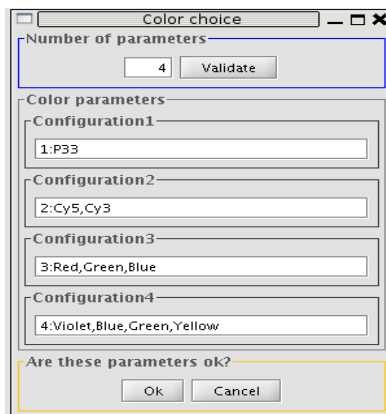 Color choice
Number of parameters
4 Validate
Color parameters
Configuration1
1:P33
Configuration2
2:Cy5,Cy3
Configuration3
3:Red,Green,Blue
Configuration4
4:Violet,Blue,Green,Yellow
Are these parameters ok?
Ok Cancel